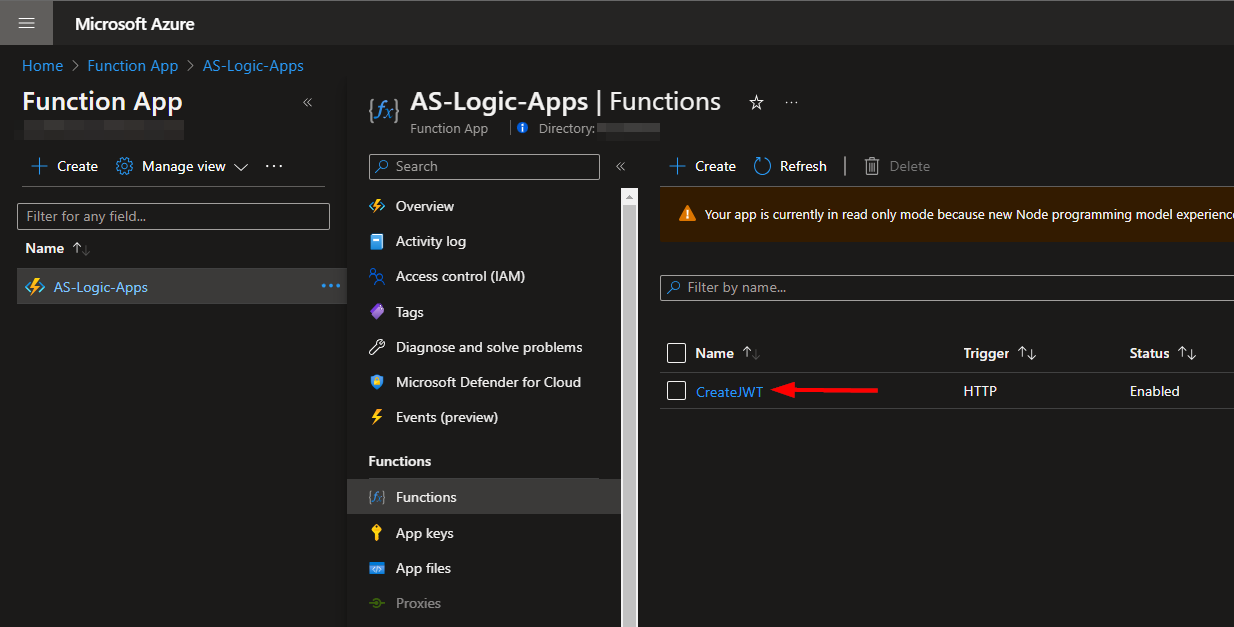 Microsoft Azure
Home > Function App > AS-Logic-Apps
Function App
Create
Manage view
Filter for any field...
Name
AS-Logic-Apps
AS-Logic-Apps | Functions
Function App
Directory:
Search
Overview
Activity log
Access control (IAM)
Tags
Diagnose and solve problems
Microsoft Defender for Cloud
Events (preview)
Functions
Functions
App keys
App files
Proxies
Create Refresh Delete
Your app is currently in read only mode because new Node programming model experienc
Filter by name...
Name Trigger Status
CreateJWT HTTP Enabled